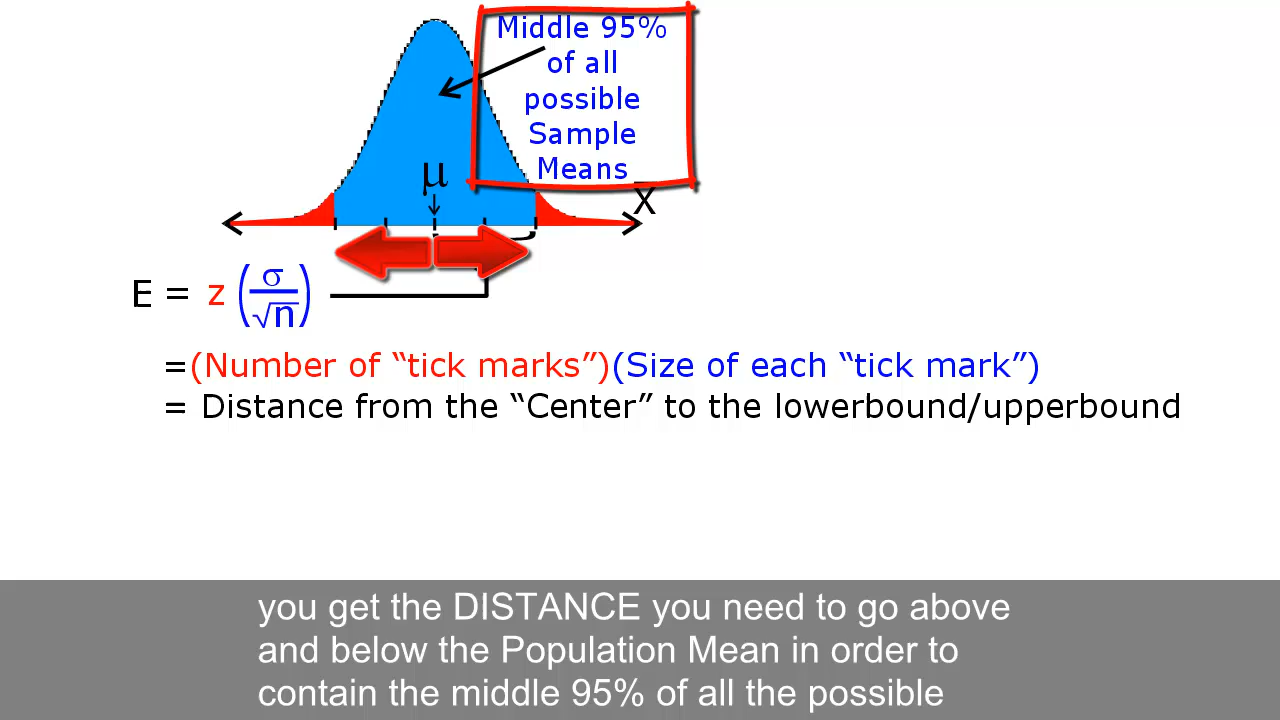 Middle 95%
of all
possible
Sample
Means
μ
X
E = z (σ/√n)
=(Number of “tick marks”)(Size of each “tick mark”)
= Distance from the “Center” to the lowerbound/upperbound
you get the DISTANCE you need to go above
and below the Population Mean in order to
contain the middle 95% of all the possible